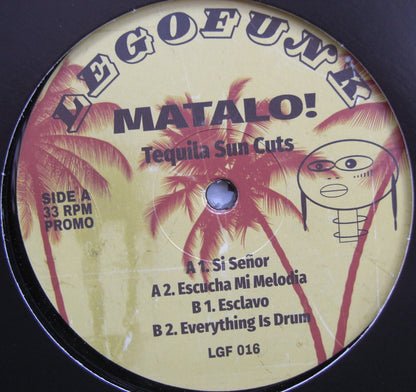 LEGOFUNK
MATALO!
Tequila Sun Cuts
SIDE A
33 RPM
PROMO
A 1. Si Señor
A 2. Escucha Mi Melodia
B 1. Esclavo
B 2. Everything Is Drum
LGF 016